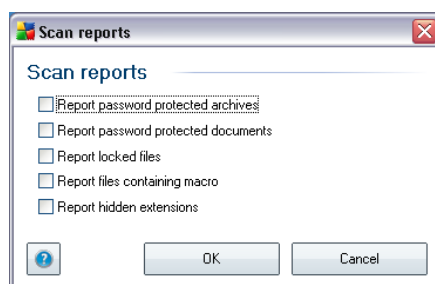 Scan reports
Scan reports
Report password protected archives
Report password protected documents
Report locked files
Report files containing macro
Report hidden extensions
? OK Cancel